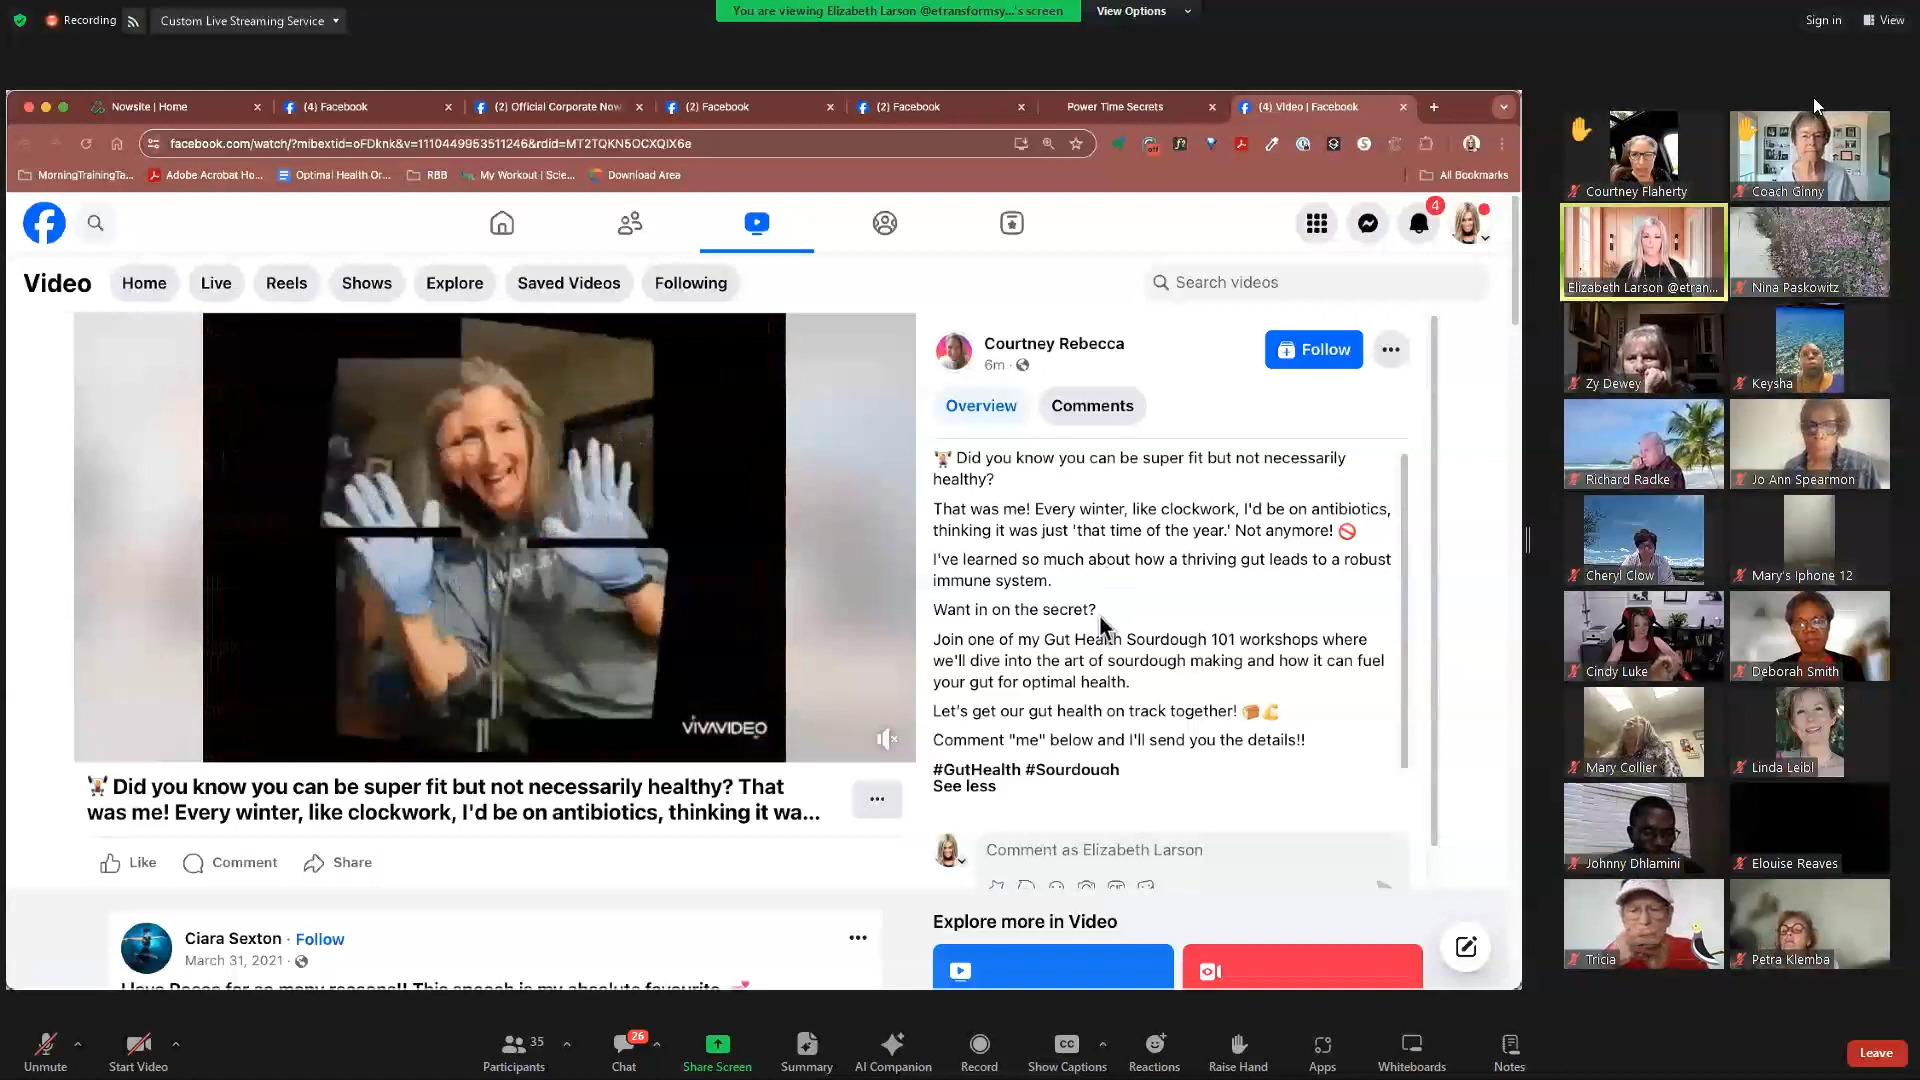 Recording
Custom Live Streaming Service
You are viewing Elizabeth Larson @etransformsy...'s screen
View Options
Sign in
View
Nowsite | Home
(4) Facebook
(2) Official Corporate Now
(2) Facebook
(2) Facebook
Power Time Secrets
(4) Video | Facebook
facebook.com/watch/?mibextid=oFDknk&v=1110449953511246&rdid=MT2TQKN5OCXQIX6e
MorningTrainingTa...
Adobe Acrobat Ho...
Optimal Health Or...
RBB
My Workout | Scie...
Download Area
All Bookmarks
4
Video
Home
Live
Reels
Shows
Explore
Saved Videos
Following
Search videos
VIVAVIDEO
Did you know you can be super fit but not necessarily healthy? That
was me! Every winter, like clockwork, I'd be on antibiotics, thinking it wa...
Like
Comment
Share
Ciara Sexton · Follow
March 31, 2021 ·
Courtney Rebecca
6m ·
Follow
Overview
Comments
Did you know you can be super fit but not necessarily
healthy?
That was me! Every winter, like clockwork, I'd be on antibiotics,
thinking it was just 'that time of the year.' Not anymore!
I've learned so much about how a thriving gut leads to a robust
immune system.
Want in on the secret?
Join one of my Gut Health Sourdough 101 workshops where
we'll dive into the art of sourdough making and how it can fuel
your gut for optimal health.
Let's get our gut health on track together!
Comment "me" below and I'll send you the details!!
#GutHealth #Sourdough
See less
Comment as Elizabeth Larson
Explore more in Video
Courtney Flaherty
Coach Ginny
Elizabeth Larson @etran...
Nina Paskowitz
Zy Dewey
Keysha
Richard Radke
Jo Ann Spearmon
Cheryl Clow
Mary's Iphone 12
Cindy Luke
Deborah Smith
Mary Collier
Linda Leibl
Johnny Dhlamini
Elouise Reaves
Tricia
Petra Klemba
Unmute
Start Video
35
Participants
26
Chat
Share Screen
Summary
AI Companion
Record
CC
Show Captions
Reactions
Raise Hand
Apps
Whiteboards
Notes
Leave